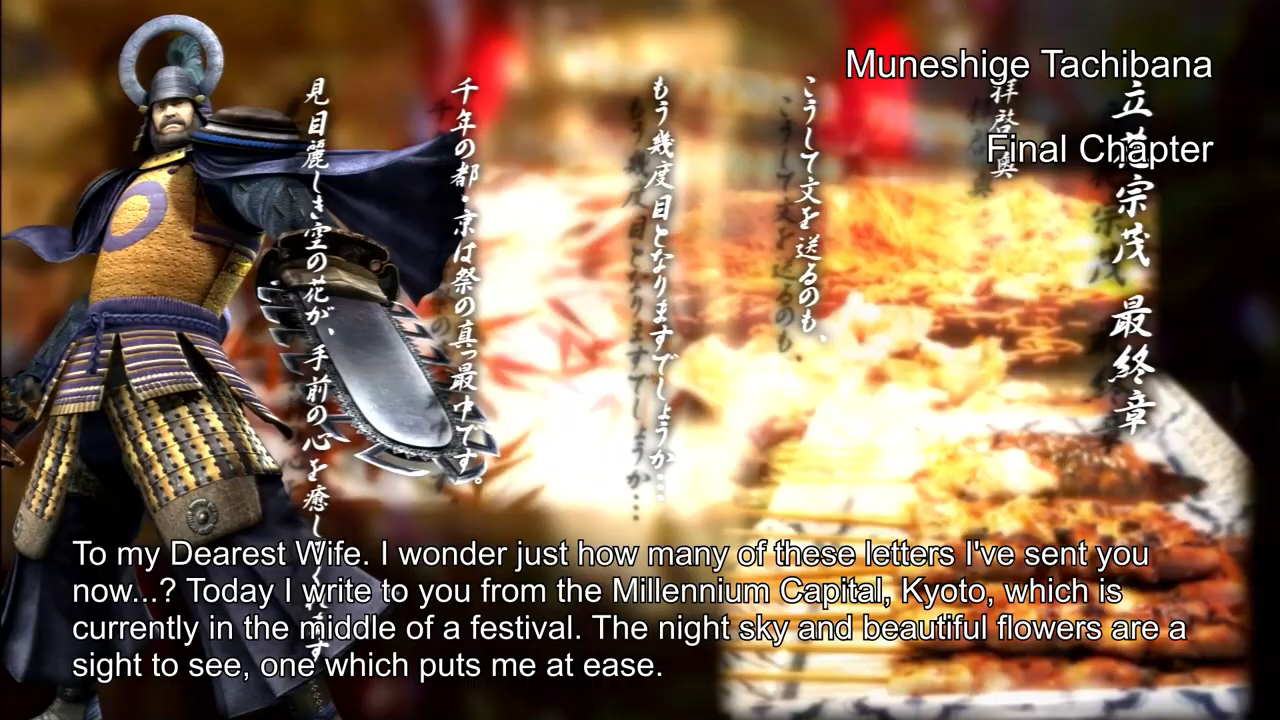 立花宗茂 最終章
拝啓 奥
こうして文を送るのも、
もう幾度目となりますでしょうか…
千年の都・京は祭の真っ最中です。
見目麗しき空の花が、手前の心を癒し
Muneshige Tachibana
Final Chapter
To my Dearest Wife. I wonder just how many of these letters I've sent you
now...? Today I write to you from the Millennium Capital, Kyoto, which is
currently in the middle of a festival. The night sky and beautiful flowers are a
sight to see, one which puts me at ease.